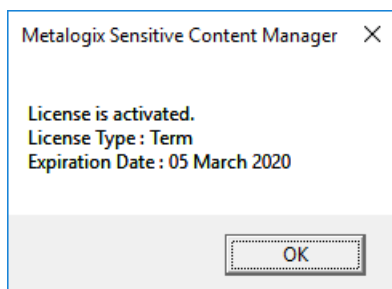 Metalogix Sensitive Content Manager
License is activated.
License Type : Term
Expiration Date : 05 March 2020
OK